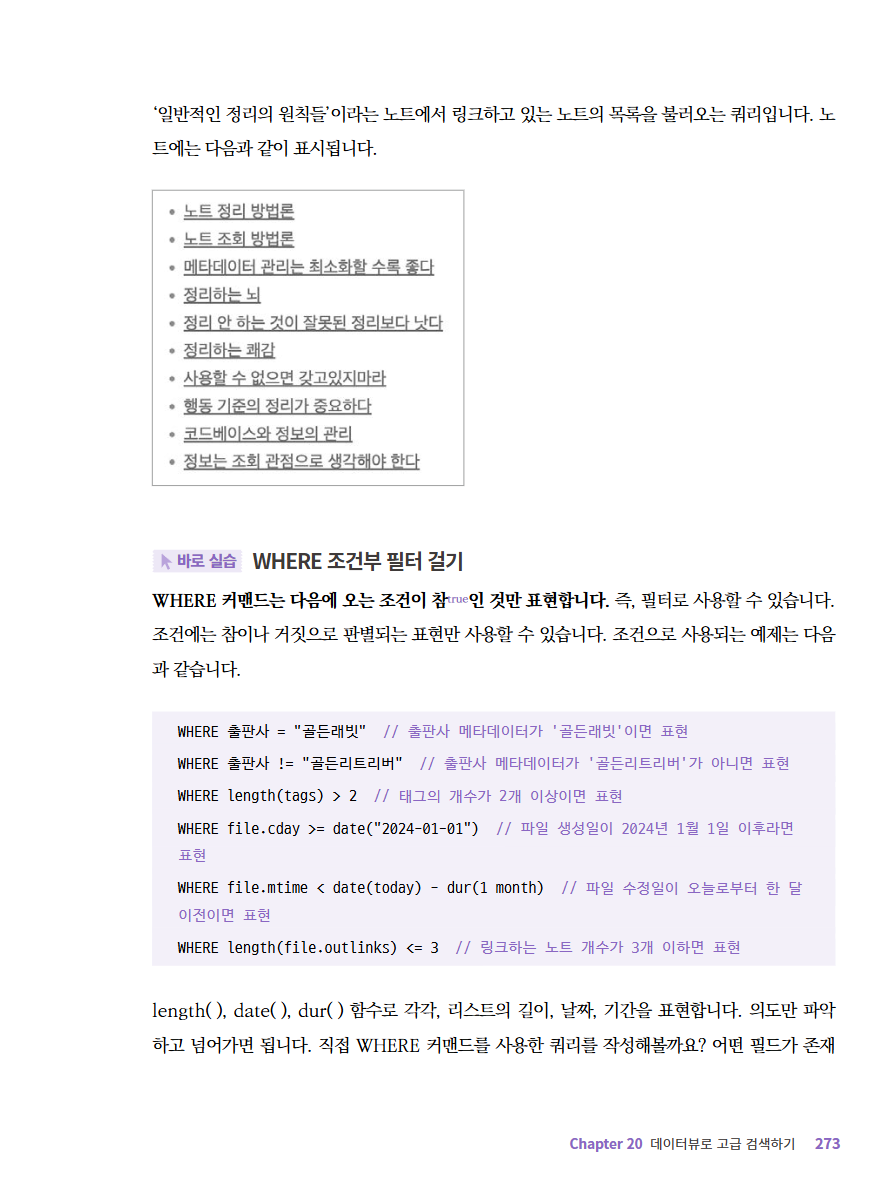 ‘일반적인 정리의 원칙들’이라는 노트에서 링크하고 있는 노트의 목록을 불러오는 쿼리입니다. 노
트에는 다음과 같이 표시됩니다.
• 노트 정리 방법론
• 노트 조회 방법론
• 메타데이터 관리는 최소화할 수록 좋다
• 정리하는 뇌
• 정리 안 하는 것이 잘못된 정리보다 낫다
• 정리하는 쾌감
• 사용할 수 없으면 갖고있지마라
• 행동 기준의 정리가 중요하다
• 코드베이스와 정보의 관리
• 정보는 조회 관점으로 생각해야 한다
바로 실습 WHERE 조건부 필터 걸기
WHERE 커맨드는 다음에 오는 조건이 참true인 것만 표현합니다. 즉, 필터로 사용할 수 있습니다.
조건에는 참이나 거짓으로 판별되는 표현만 사용할 수 있습니다. 조건으로 사용되는 예제는 다음
과 같습니다.
WHERE 출판사 = "골든래빗" // 출판사 메타데이터가 '골든래빗'이면 표현
WHERE 출판사 != "골든리트리버" // 출판사 메타데이터가 '골든리트리버'가 아니면 표현
WHERE length(tags) > 2 // 태그의 개수가 2개 이상이면 표현
WHERE file.cday >= date("2024-01-01") // 파일 생성일이 2024년 1월 1일 이후라면
표현
WHERE file.mtime < date(today) - dur(1 month) // 파일 수정일이 오늘로부터 한 달
이전이면 표현
WHERE length(file.outlinks) <= 3 // 링크하는 노트 개수가 3개 이하면 표현
length( ), date( ), dur( ) 함수로 각각, 리스트의 길이, 날짜, 기간을 표현합니다. 의도만 파악
하고 넘어가면 됩니다. 직접 WHERE 커맨드를 사용한 쿼리를 작성해볼까요? 어떤 필드가 존재
Chapter 20 데이터뷰로 고급 검색하기 273